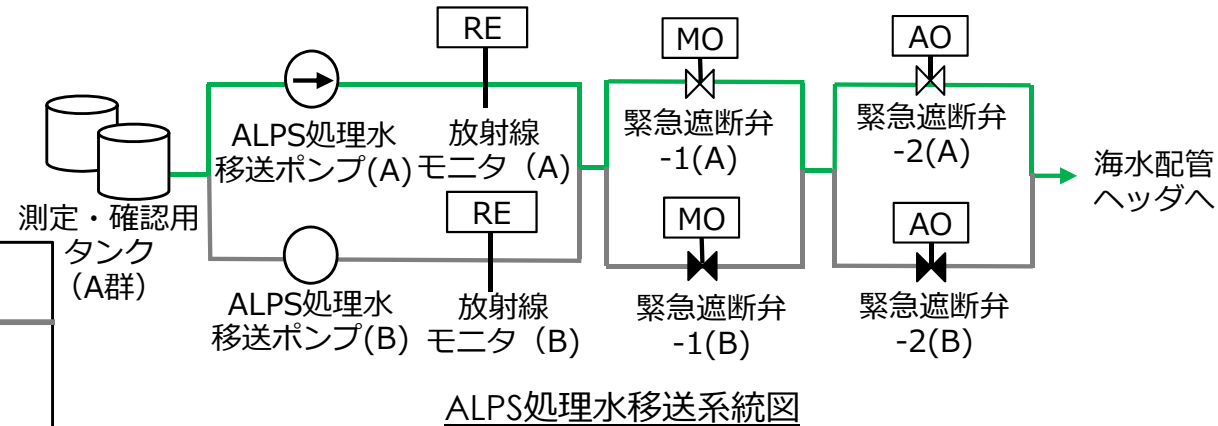 RE
MO
AO
ALPS処理水
移送ポンプ(A)
放射線
モニタ（A）
緊急遮断弁
-1(A)
緊急遮断弁
-2(A)
海水配管
ヘッダへ
測定・確認用
タンク
（A群）
RE
MO
AO
ALPS処理水
移送ポンプ(B)
放射線
モニタ（B）
緊急遮断弁
-1(B)
緊急遮断弁
-2(B)
ALPS処理水移送系統図